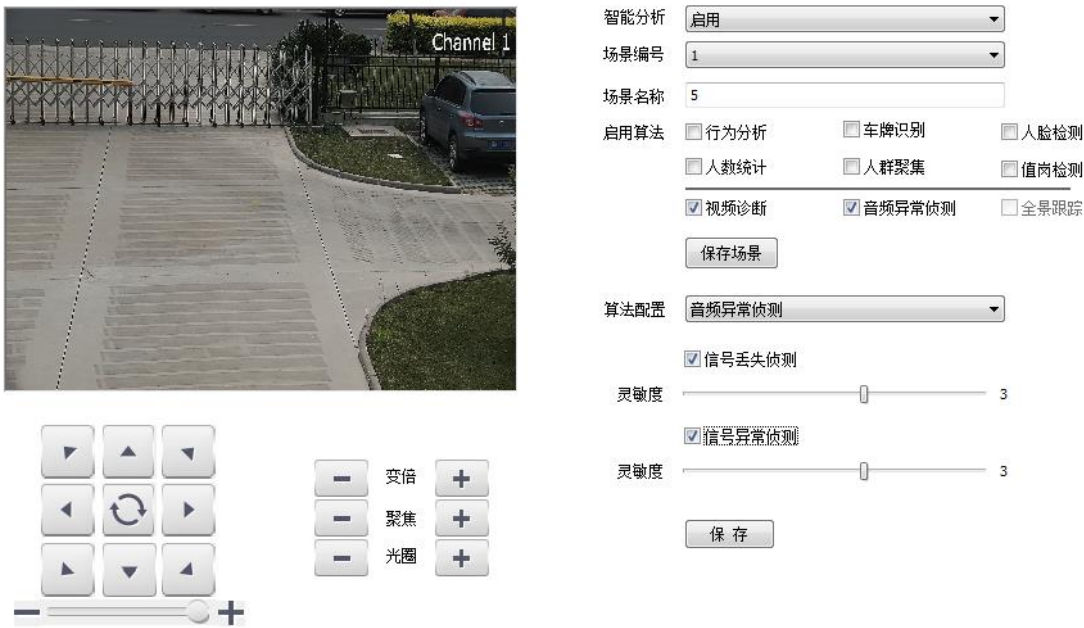 Channel 1
智能分析 启用
场景编号 1
场景名称 5
启用算法 行为分析 车牌识别 人脸检测
人数统计 人群聚集 值岗检测
视频诊断 音频异常侦测 全景跟踪
保存场景
算法配置 音频异常侦测
信号丢失侦测
灵敏度 3
信号异常侦测
灵敏度 3
保 存
变倍
聚焦
光圈